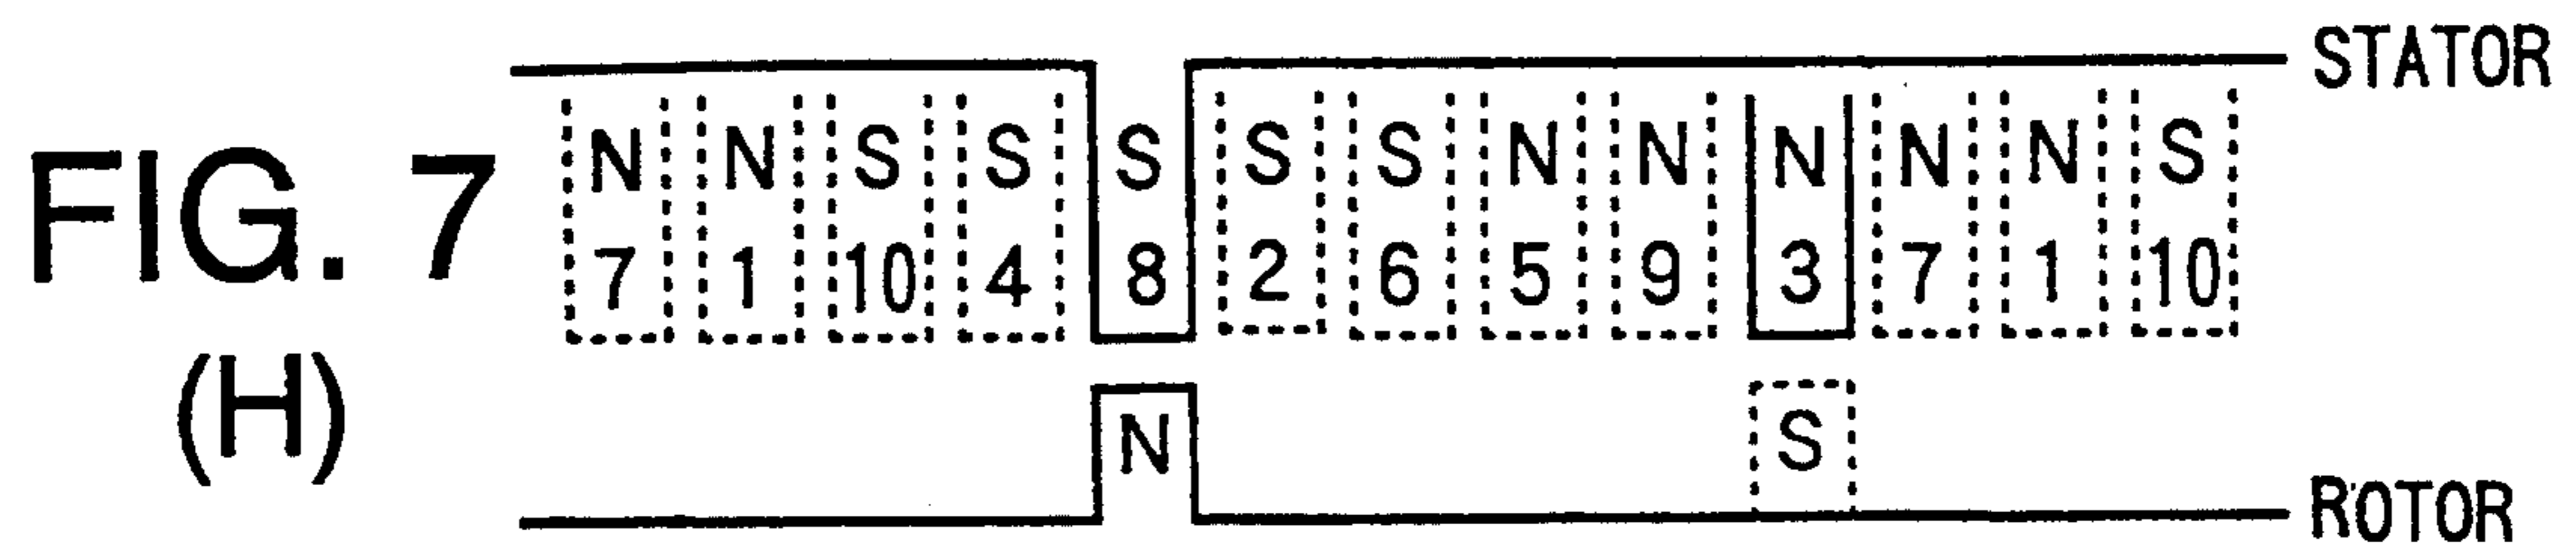 STATOR
FIG. 7
(H)
N N S S S S S N N N N N S
7 1 10 4 8 2 6 5 9 3 7 1 10
N S
ROTOR